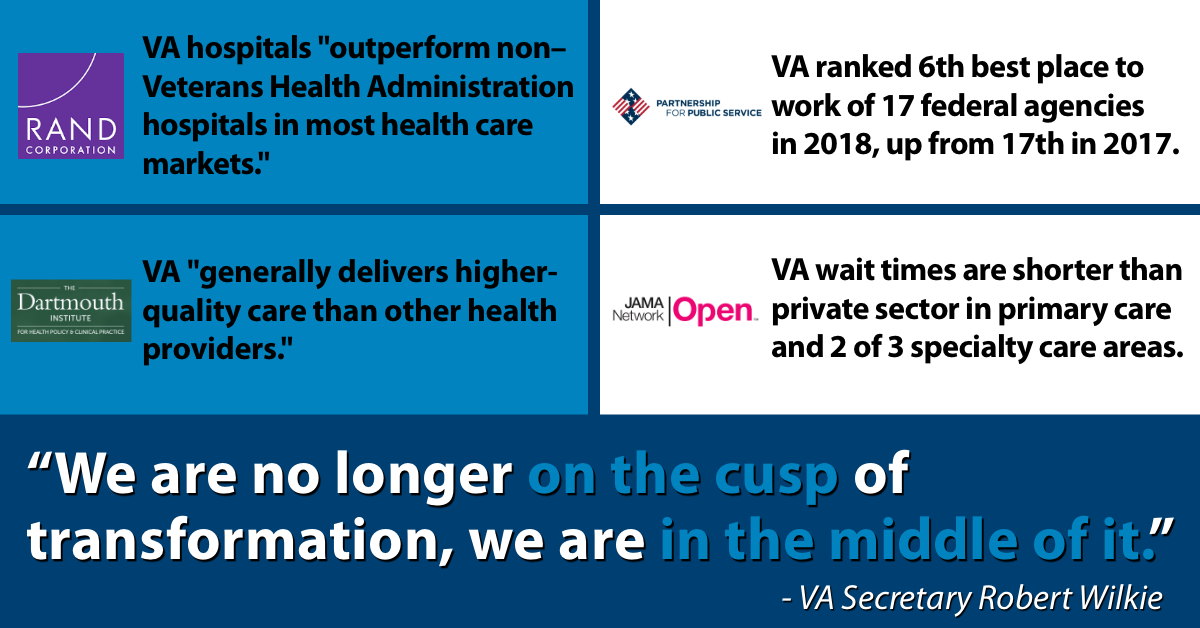 RAND
CORPORATION
VA hospitals "outperform non–
Veterans Health Administration
hospitals in most health care
markets."
PARTNERSHIP
FOR PUBLIC SERVICE
VA ranked 6th best place to
work of 17 federal agencies
in 2018, up from 17th in 2017.
THE
Dartmouth
INSTITUTE
FOR HEALTH POLICY & CLINICAL PRACTICE
VA "generally delivers higher-
quality care than other health
providers."
JAMA
Network
Open
VA wait times are shorter than
private sector in primary care
and 2 of 3 specialty care areas.
“We are no longer on the cusp of
transformation, we are in the middle of it.”
- VA Secretary Robert Wilkie